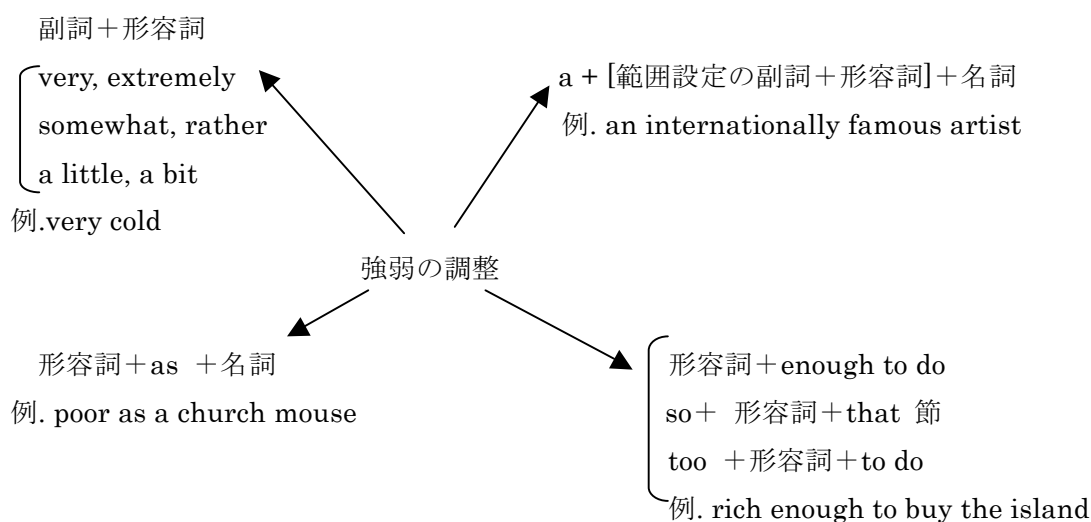 副詞＋形容詞
very, extremely
somewhat, rather
a little, a bit
例.very cold
a + [範囲設定の副詞＋形容詞]＋名詞
例. an internationally famous artist
強弱の調整
形容詞＋as ＋名詞
例. poor as a church mouse
形容詞＋enough to do
so＋ 形容詞＋that 節
too ＋形容詞＋to do
例. rich enough to buy the island